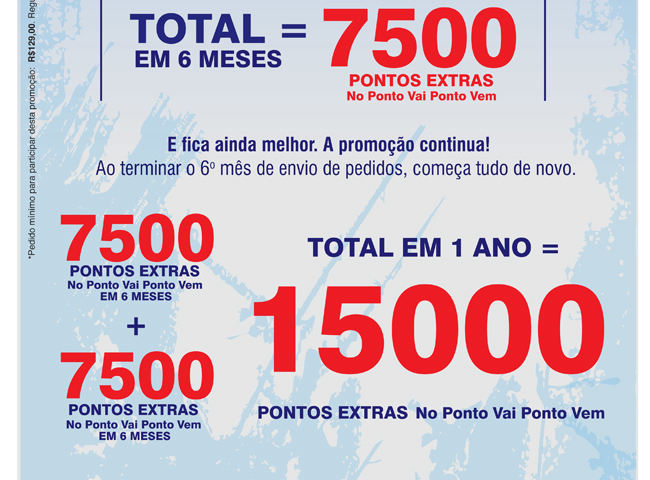 *Pedido mínimo para participar desta promoção: R$129,00. Regu
TOTAL = 7500
EM 6 MESES
PONTOS EXTRAS
No Ponto Vai Ponto Vem
E fica ainda melhor. A promoção continua!
Ao terminar o 6º mês de envio de pedidos, começa tudo de novo.
7500
PONTOS EXTRAS
No Ponto Vai Ponto Vem
EM 6 MESES
+
7500
PONTOS EXTRAS
No Ponto Vai Ponto Vem
EM 6 MESES
TOTAL EM 1 ANO =
15000
PONTOS EXTRAS No Ponto Vai Ponto Vem